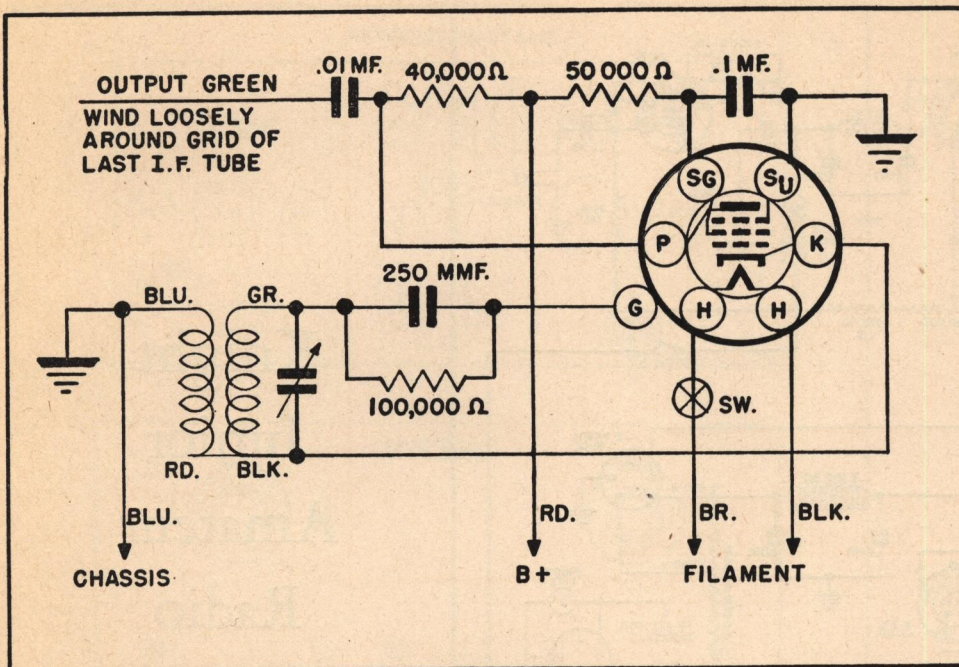 .01 MF.
40,000 Ω
50 000 Ω
.1 MF.
OUTPUT GREEN
WIND LOOSELY
AROUND GRID OF
LAST I.F. TUBE
SG
SU
P
K
250 MMF.
BLU.
GR.
G
H
H
100,000 Ω
SW.
RD.
BLK.
BLU.
RD.
BR.
BLK.
CHASSIS
B+
FILAMENT